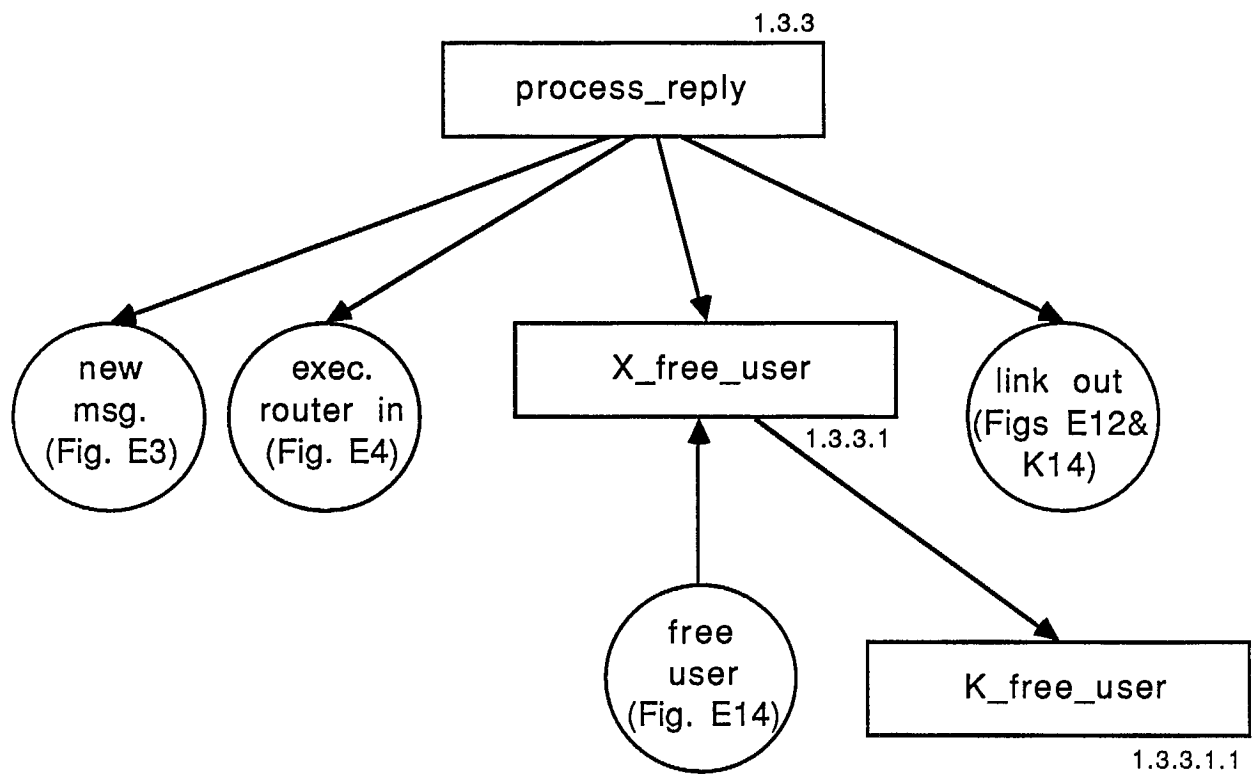 1.3.3
process_reply
new
msg.
(Fig. E3)
exec.
router in
(Fig. E4)
X_free_user
1.3.3.1
link out
(Figs E12&
K14)
free
user
(Fig. E14)
K_free_user
1.3.3.1.1